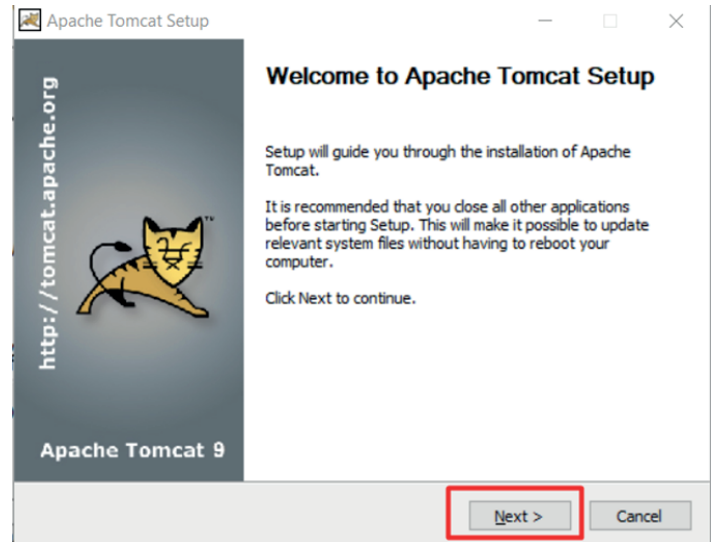 Apache Tomcat Setup
http://tomcat.apache.org
TM
Apache Tomcat 9
Welcome to Apache Tomcat Setup
Setup will guide you through the installation of Apache
Tomcat.
It is recommended that you close all other applications
before starting Setup. This will make it possible to update
relevant system files without having to reboot your
computer.
Click Next to continue.
Next >
Cancel